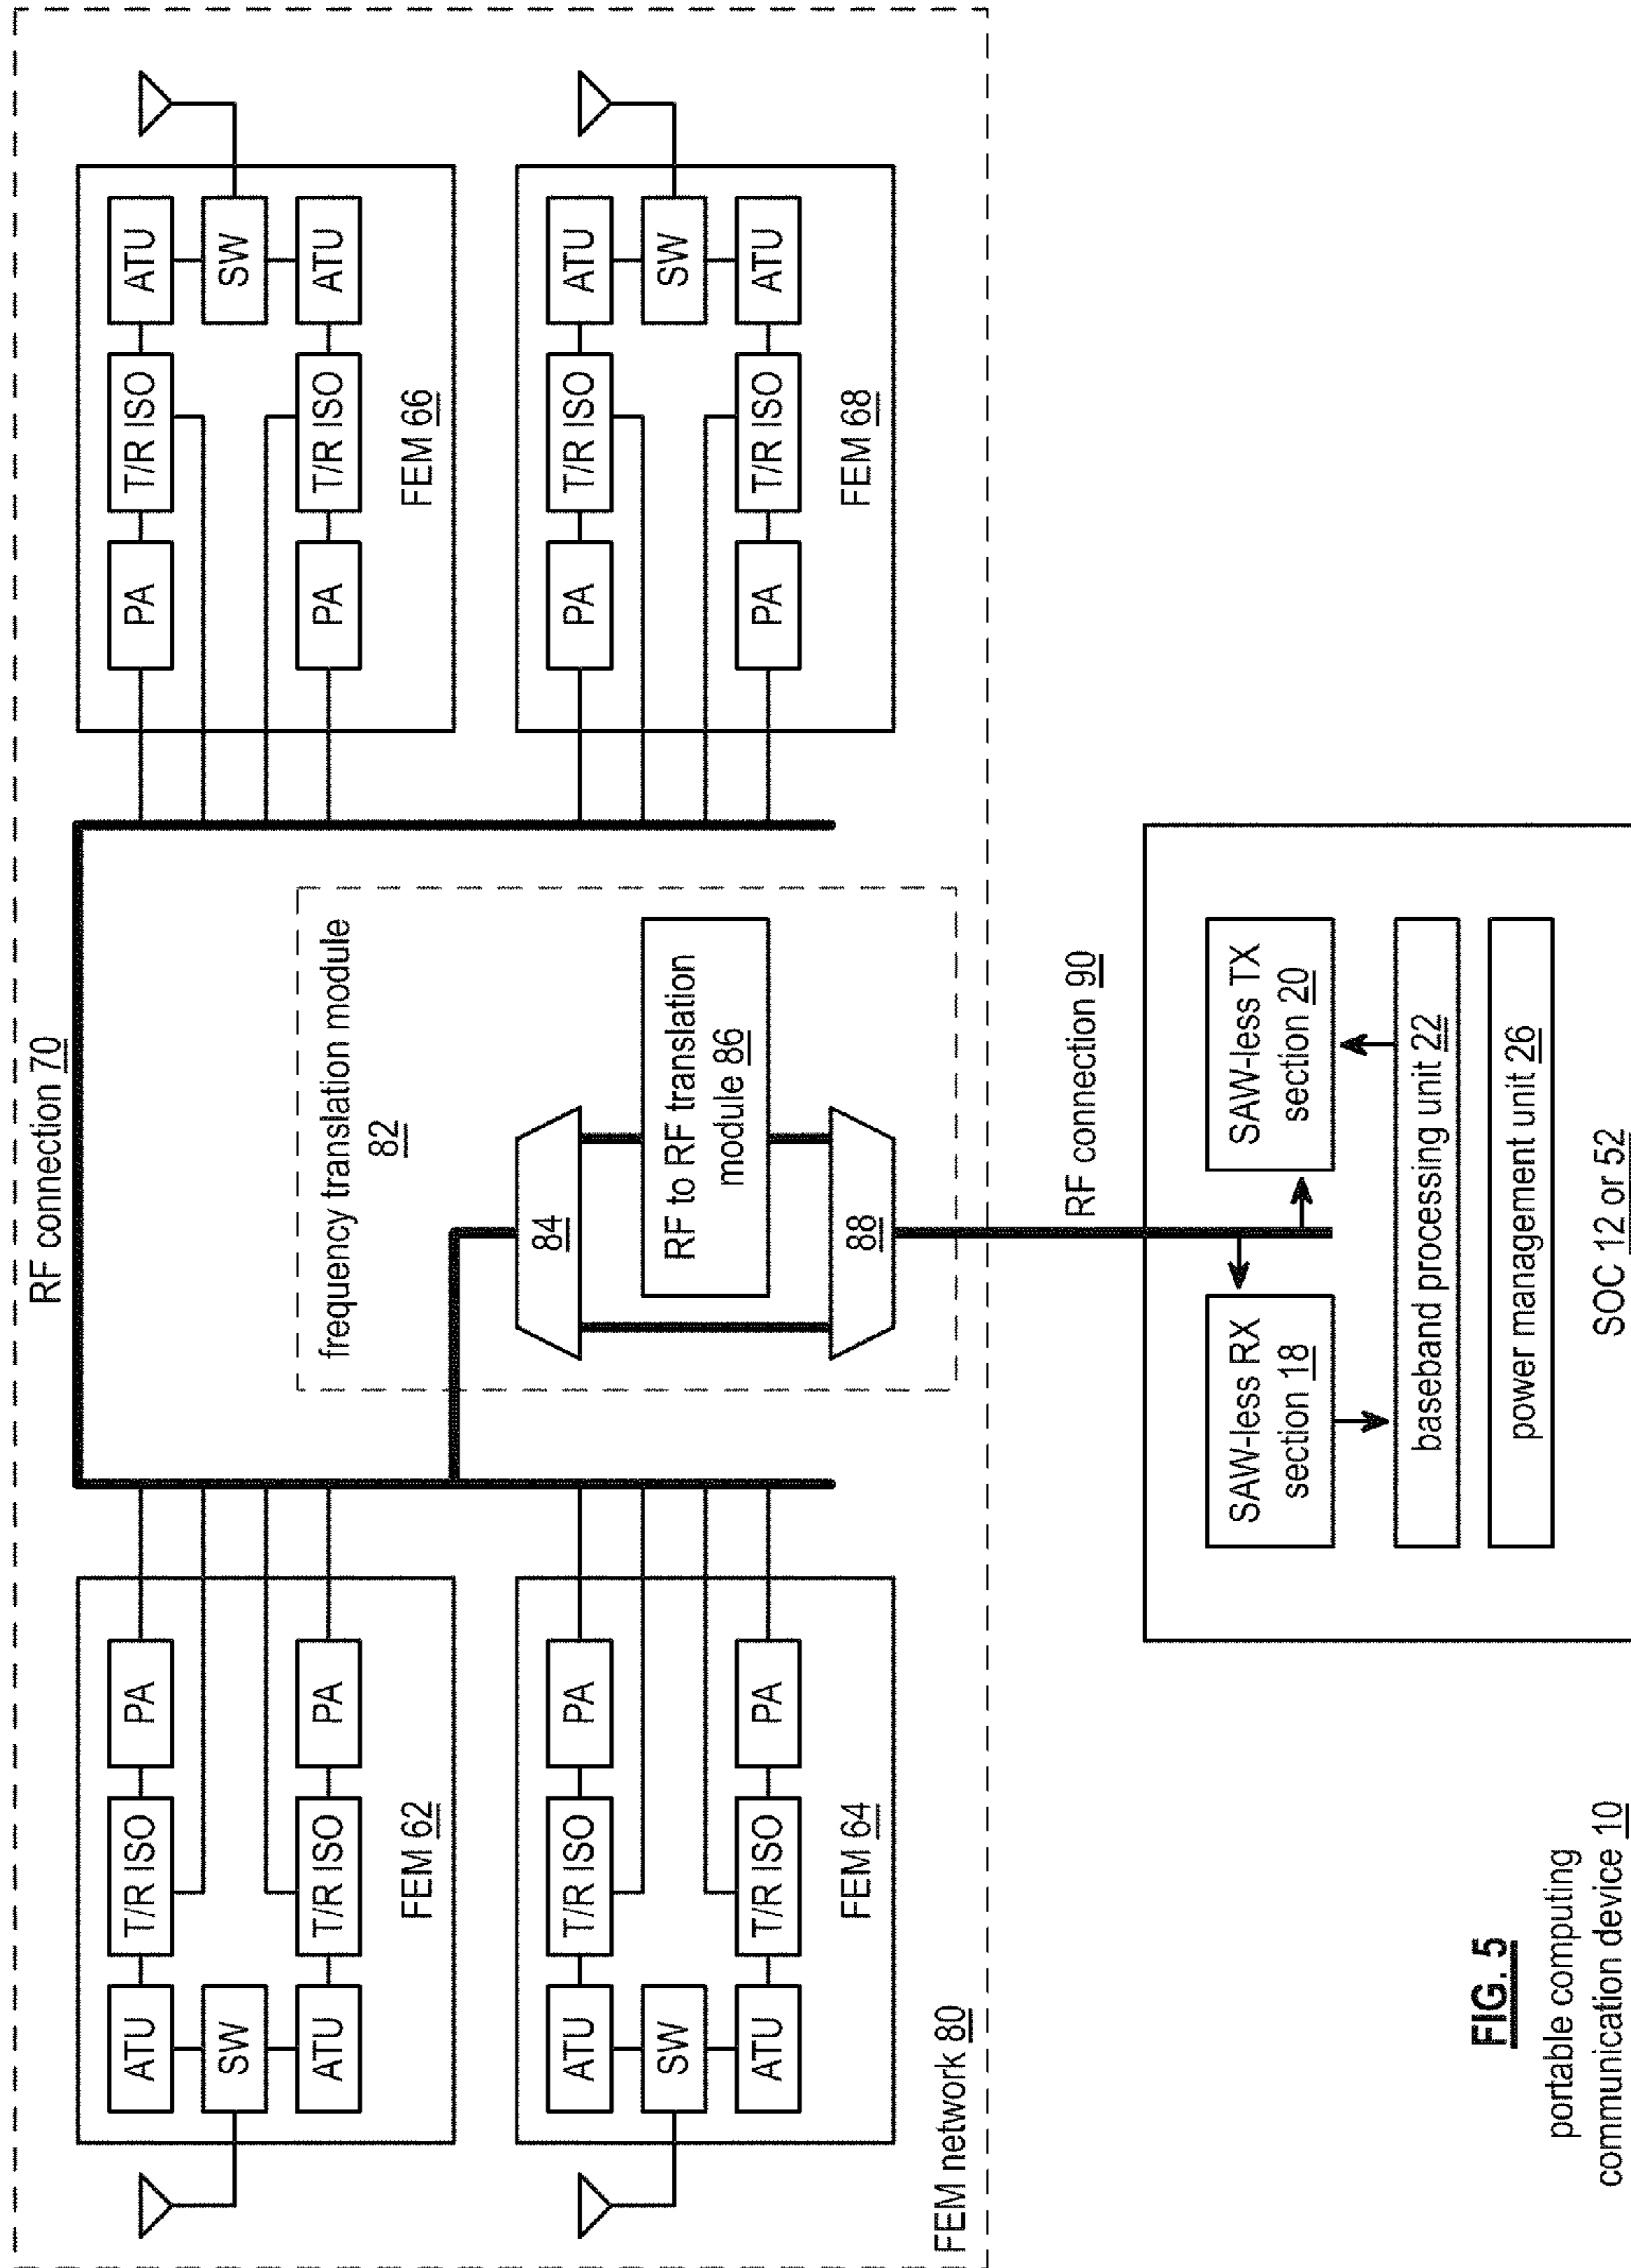 RF connection 70
ATU
T/R ISO
PA
SW
ATU
T/R ISO
PA
FEM 62
PA
T/R ISO
ATU
SW
PA
T/R ISO
ATU
FEM 66
frequency translation module
82
84
RF to RF translation
module 86
88
ATU
T/R ISO
PA
SW
ATU
T/R ISO
PA
FEM 64
PA
T/R ISO
ATU
SW
PA
T/R ISO
ATU
FEM 68
FEM network 80
RF connection 90
SAW-less RX
section 18
SAW-less TX
section 20
baseband processing unit 22
power management unit 26
SOC 12 or 52
FIG. 5
portable computing
communication device 10